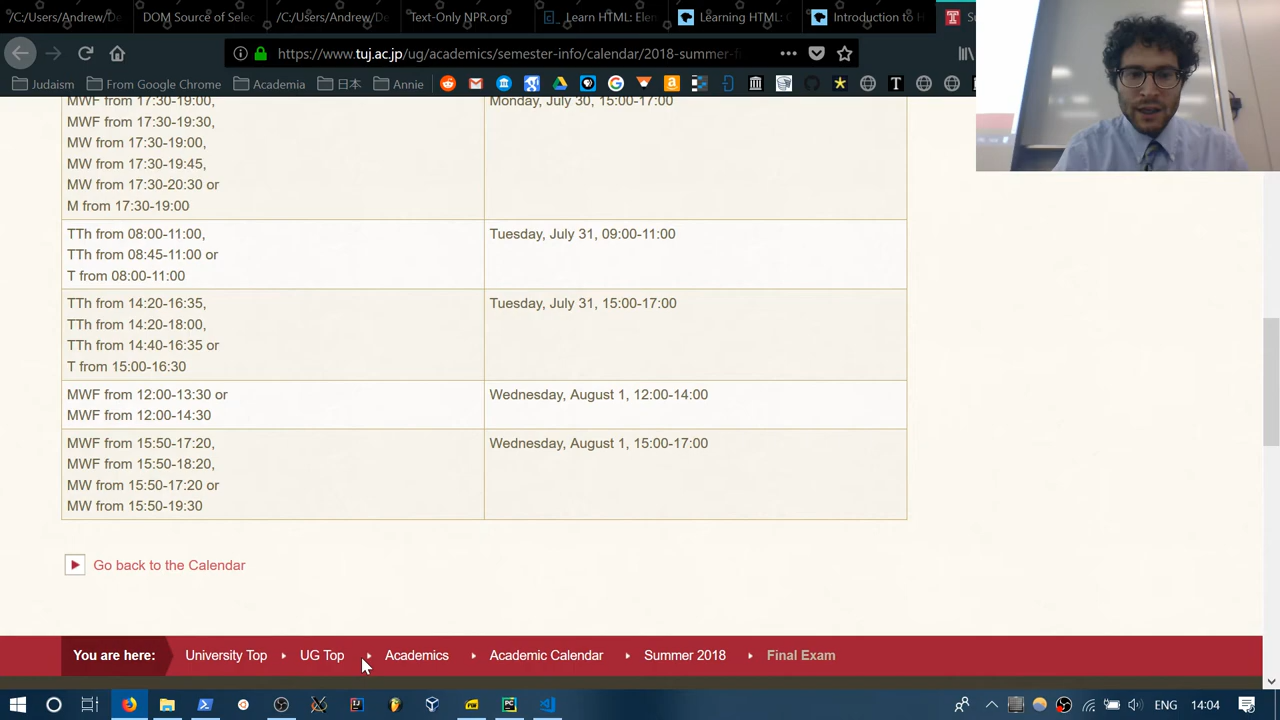 /C:/Users/Andrew/De
DOM Source of Selec
/C:/Users/Andrew/De
Text-Only NPR.org
Learn HTML: Elen
Learning HTML: C
Introduction to H
https://www.tuj.ac.jp/ug/academics/semester-info/calendar/2018-summer-f
Judaism
From Google Chrome
Academia
日本
Annie
MWF from 17:30-19:00,
Monday, July 30, 15:00-17:00
MWF from 17:30-19:30,
MW from 17:30-19:00,
MW from 17:30-19:45,
MW from 17:30-20:30 or
M from 17:30-19:00
TTh from 08:00-11:00,
Tuesday, July 31, 09:00-11:00
TTh from 08:45-11:00 or
T from 08:00-11:00
TTh from 14:20-16:35,
Tuesday, July 31, 15:00-17:00
TTh from 14:20-18:00,
TTh from 14:40-16:35 or
T from 15:00-16:30
MWF from 12:00-13:30 or
Wednesday, August 1, 12:00-14:00
MWF from 12:00-14:30
MWF from 15:50-17:20,
Wednesday, August 1, 15:00-17:00
MWF from 15:50-18:20,
MW from 15:50-17:20 or
MW from 15:50-19:30
Go back to the Calendar
You are here: University Top UG Top Academics Academic Calendar Summer 2018 Final Exam
ENG 14:04